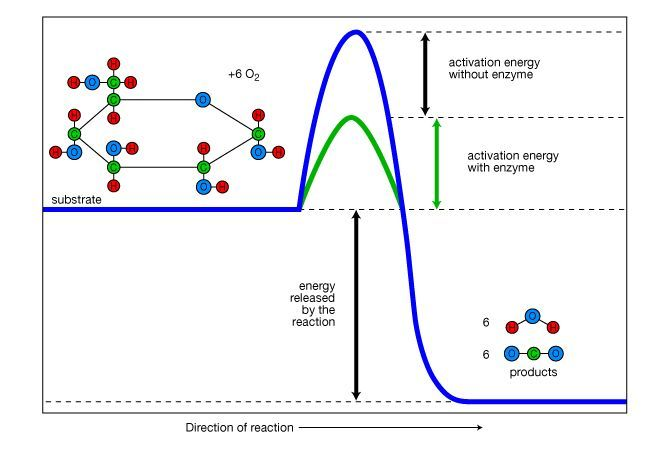 +6 O2
activation energy
without enzyme
activation energy
with enzyme
H
H O C H
C O
H H H
C C
H O O H O H
C C
H O H
substrate
energy
released
by the
reaction
6 H O H
6 O C O
products
Direction of reaction